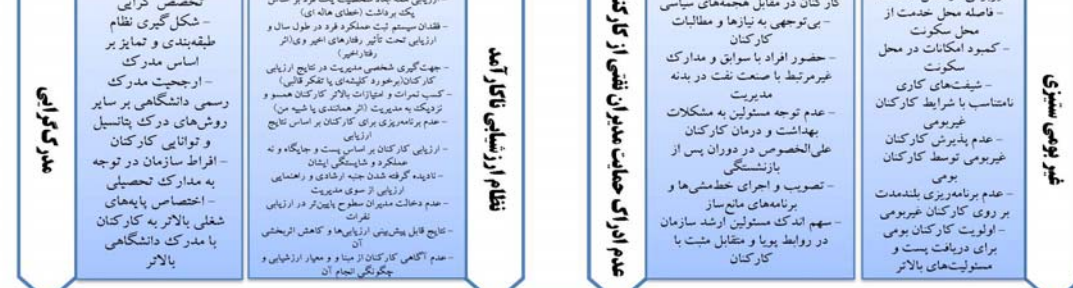 – فاصله محل خدمت از
محل سکونت
– کمبود امکانات در محل
سکونت
– شیفت‌های کاری
نامتناسب با شرایط کارکنان
غیربومی
– عدم پذیرش کارکنان
غیربومی توسط کارکنان
بومی
– عدم برنامه‌ریزی بلندمدت
بر روی کارکنان غیربومی
– اولویت کارکنان بومی
برای دریافت پست و
مسئولیت‌های بالاتر
غیر بومی ستیزی
کارکنان در مقابل هجمه‌های سیاسی
– بی‌توجهی به نیازها و مطالبات
کارکنان
– حضور افراد با سوابق و مدارک
غیرمرتبط با صنعت نفت در بدنه
مدیریت
– عدم توجه مسئولین به مشکلات
بهداشت و درمان کارکنان
علی‌الخصوص در دوران پس از
بازنشستگی
– تصویب و اجرای خط‌مشی‌ها و
برنامه‌های مانع‌ساز
– سهم اندک مسئولین ارشد سازمان
در روابط پویا و متقابل مثبت با
کارکنان
عدم ادراک حمایت مدیران نفتی از
یک برداشت (خطای هاله ای)
– فقدان سیستم ثبت عملکرد فرد در طول سال و
ارزیابی تحت تأثیر رفتارهای اخیر وی(اثر
رفتاراخیر)
– جهت‌گیری شخصی مدیریت در نتایج ارزیابی
کارکنان(برخورد کلیشه‌ای یا تفکر قالبی)
– کسب نمرات و امتیازات بالاتر کارکنان همسو و
نزدیک به مدیریت (اثر همانندی یا شبیه من)
– عدم برنامه‌ریزی برای کارکنان بر اساس نتایج
ارزیابی
– ارزیابی کارکنان بر اساس پست و جایگاه و نه
عملکرد و شایستگی ایشان
– نادیده گرفته شدن جنبه ارشادی و راهنمایی
ارزیابی از سوی مدیریت
– عدم دخالت مدیران سطوح پایین‌تر در ارزیابی
نفرات
– نتایج قابل پیش‌بینی ارزیابی‌ها و کاهش اثربخشی
آن
– عدم آگاهی کارکنان از مبنا و و معیار ارزشیابی و
چگونگی انجام آن
نظام ارزشیابی ناکارآمد
تخصص گرایی
– شکل‌گیری نظام
طبقه‌بندی و تمایز بر
اساس مدرک
– ارجحیت مدرک
رسمی دانشگاهی بر سایر
روش‌های درک پتانسیل
و توانایی کارکنان
– افراط سازمان در توجه
به مدارک تحصیلی
– اختصاص پایه‌های
شغلی بالاتر به کارکنان
با مدرک دانشگاهی
بالاتر
مدرک‌گرایی